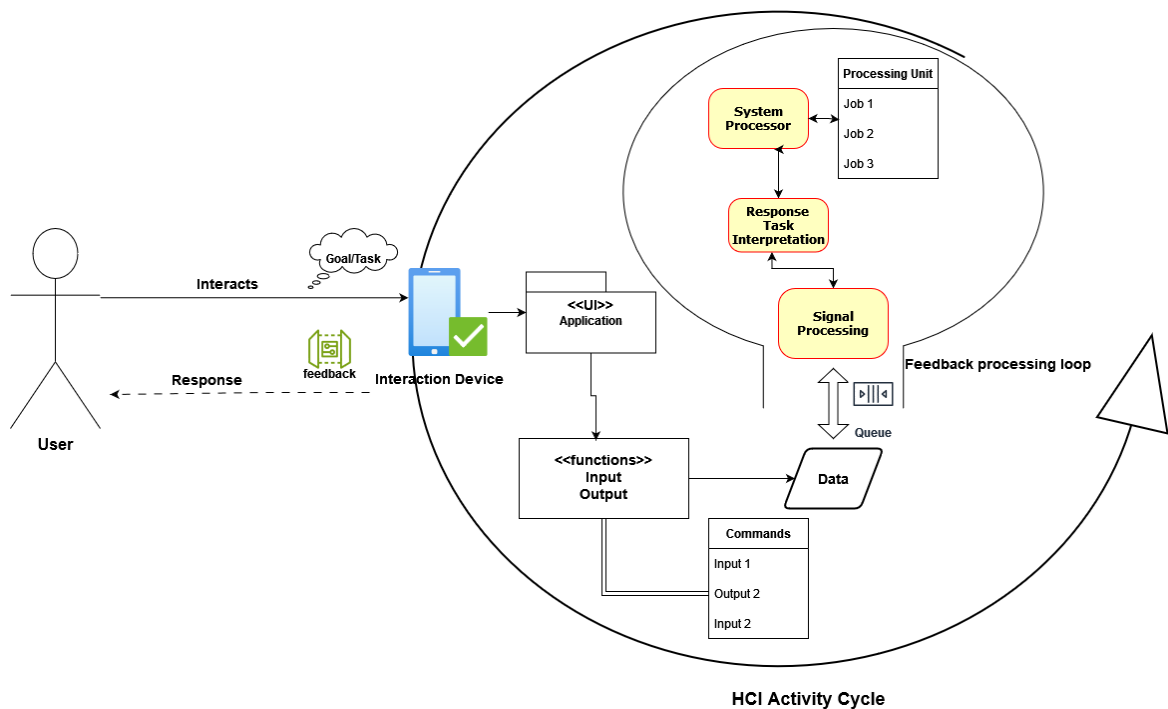 Processing Unit
Job 1
Job 2
Job 3
System
Processor
Response
Task
Interpretation
Goal/Task
Interacts
<<UI>>
Application
Signal
Processing
Feedback processing loop
feedback
Response
Interaction Device
User
Queue
<<functions>>
Input
Output
Data
Commands
Input 1
Output 2
Input 2
HCI Activity Cycle